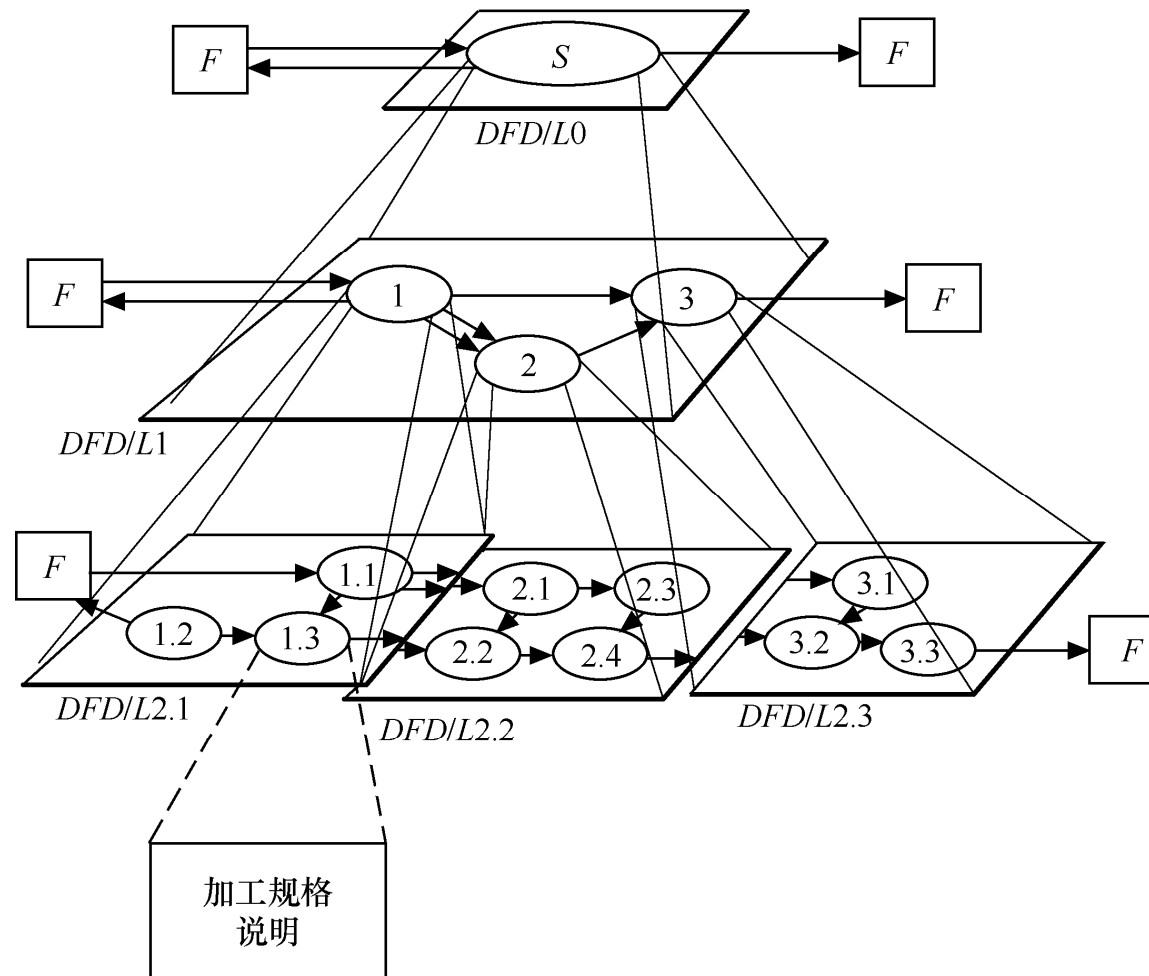 F
S
F
DFD/L0
F
1
3
F
2
DFD/L1
F
1.1
2.1
2.3
3.1
1.2
1.3
2.2
2.4
3.2
3.3
F
DFD/L2.1
DFD/L2.2
DFD/L2.3
加工规格
说明